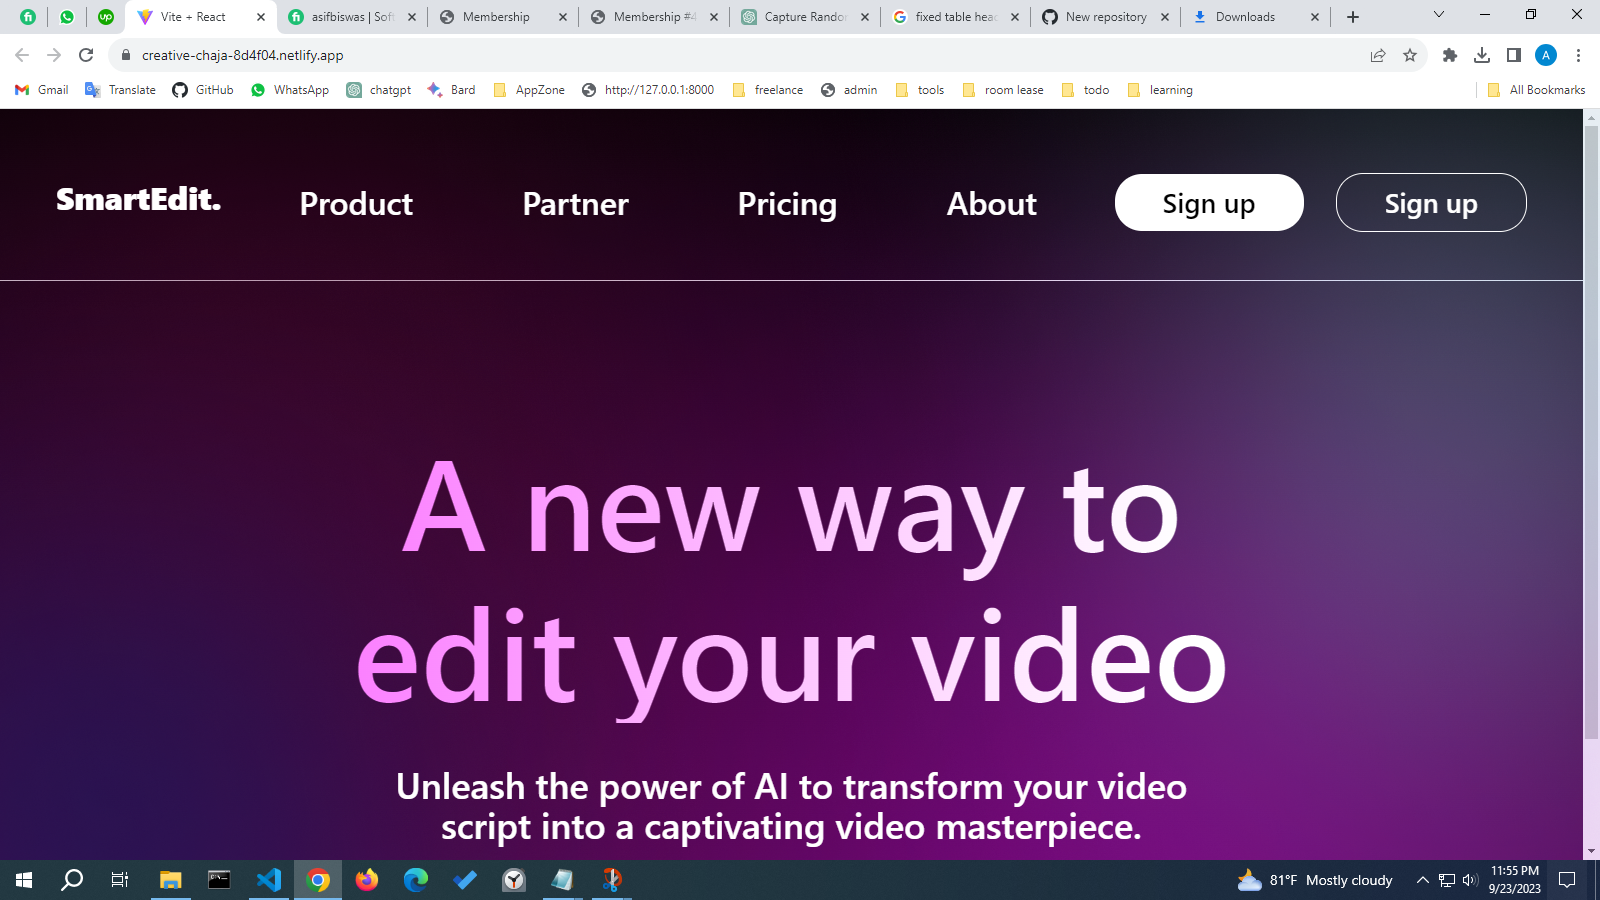 Vite + React
asifbiswas | Soft
Membership
Membership #4
Capture Rando
fixed table head
New repository
Downloads
creative-chaja-8d4f04.netlify.app
A
Gmail
Translate
GitHub
WhatsApp
chatgpt
Bard
AppZone
http://127.0.0.1:8000
freelance
admin
tools
room lease
todo
learning
All Bookmarks
SmartEdit.
Product
Partner
Pricing
About
Sign up
Sign up
A new way to
edit your video
Unleash the power of AI to transform your video
script into a captivating video masterpiece.
81°F Mostly cloudy
11:55 PM
9/23/2023